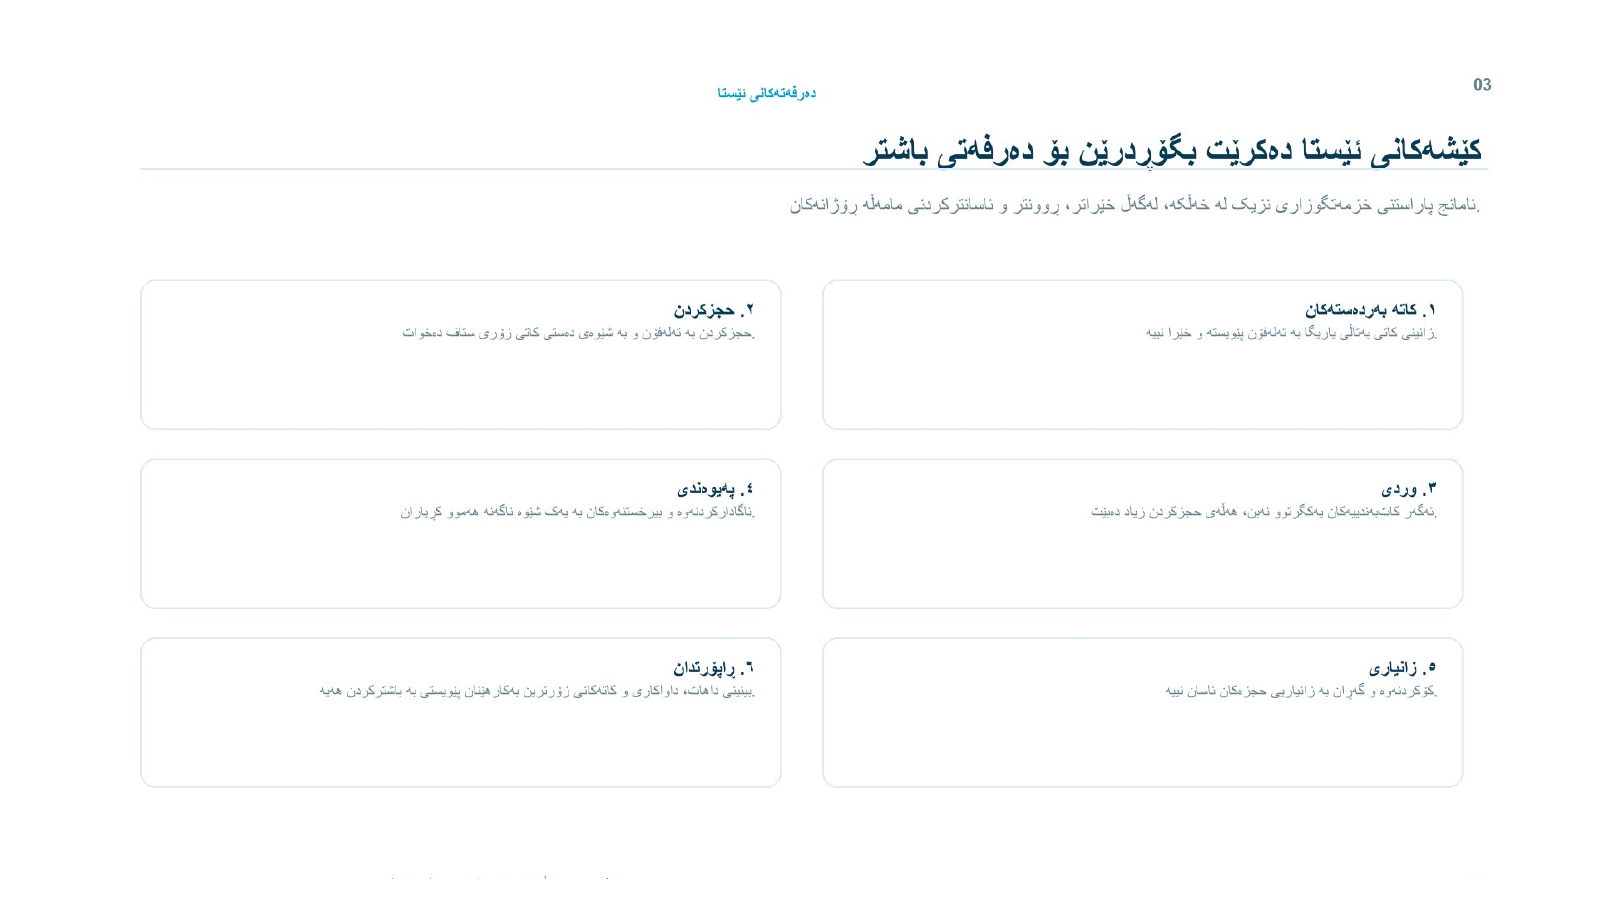 03
دەرفەتەکانی ئێستا
کێشەکانی ئێستا دەکرێت بگۆڕدرێن بۆ دەرفەتی باشتر
ئامانج پاراستنی خزمەتگوزاری نزیک لە خەڵکە، لەگەڵ خێراتر، ڕوونتر و ئاسانترکردنی مامەڵە ڕۆژانەکان.
١. کاتە بەردەستەکان
زانینی کاتی بەتاڵی یاریگا بە تەلەفۆن پێویستە و خێرا نییە.
٢. حجزکردن
حجزکردن بە تەلەفۆن و بە شێوەی دەستی کاتی زۆری ستاف دەخوات.
٣. وردی
ئەگەر کاتبەندییەکان یەکگرتوو نەبن، هەڵەی حجزکردن زیاد دەبێت.
٤. پەیوەندی
ئاگادارکردنەوە و بیرخستنەوەکان بە یەک شێوە ناگەنە هەموو کڕیاران.
٥. زانیاری
کۆکردنەوە و گەڕان بە زانیاریی حجزەکان ئاسان نییە.
٦. ڕاپۆرتدان
بینینی داهات، داواکاری و کاتەکانی زۆرترین بەکارهێنان پێویستی بە باشترکردن هەیە.